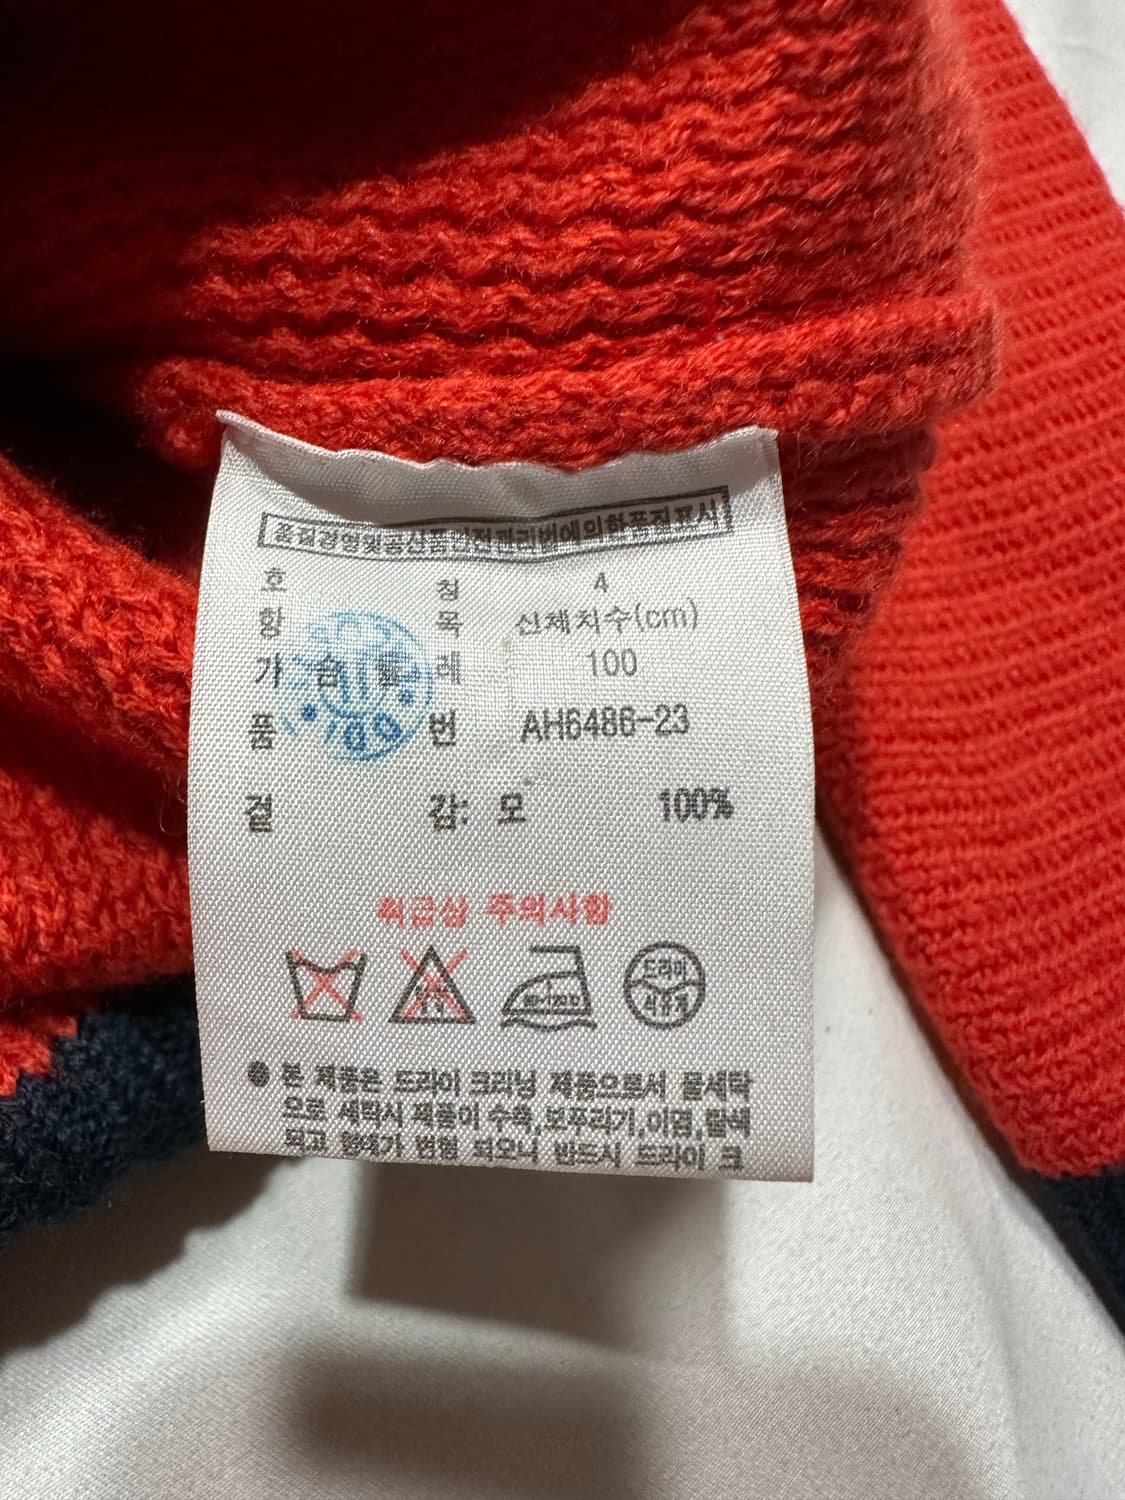 품질경영및공산품안전관리법에의한품질표시
호 칭 4
항 목 신체치수(cm)
가 슴 둘 레 100
품 번 AH6486-23
겉 감: 모 100%
취급상 주의사항
드라이
● 본 제품은 드라이 크리닝 제품으로서 물세탁
으로 세탁시 제품이 수축,보푸라기,이염,탈색
되고 형태가 변형 되오니 반드시 드라이 크